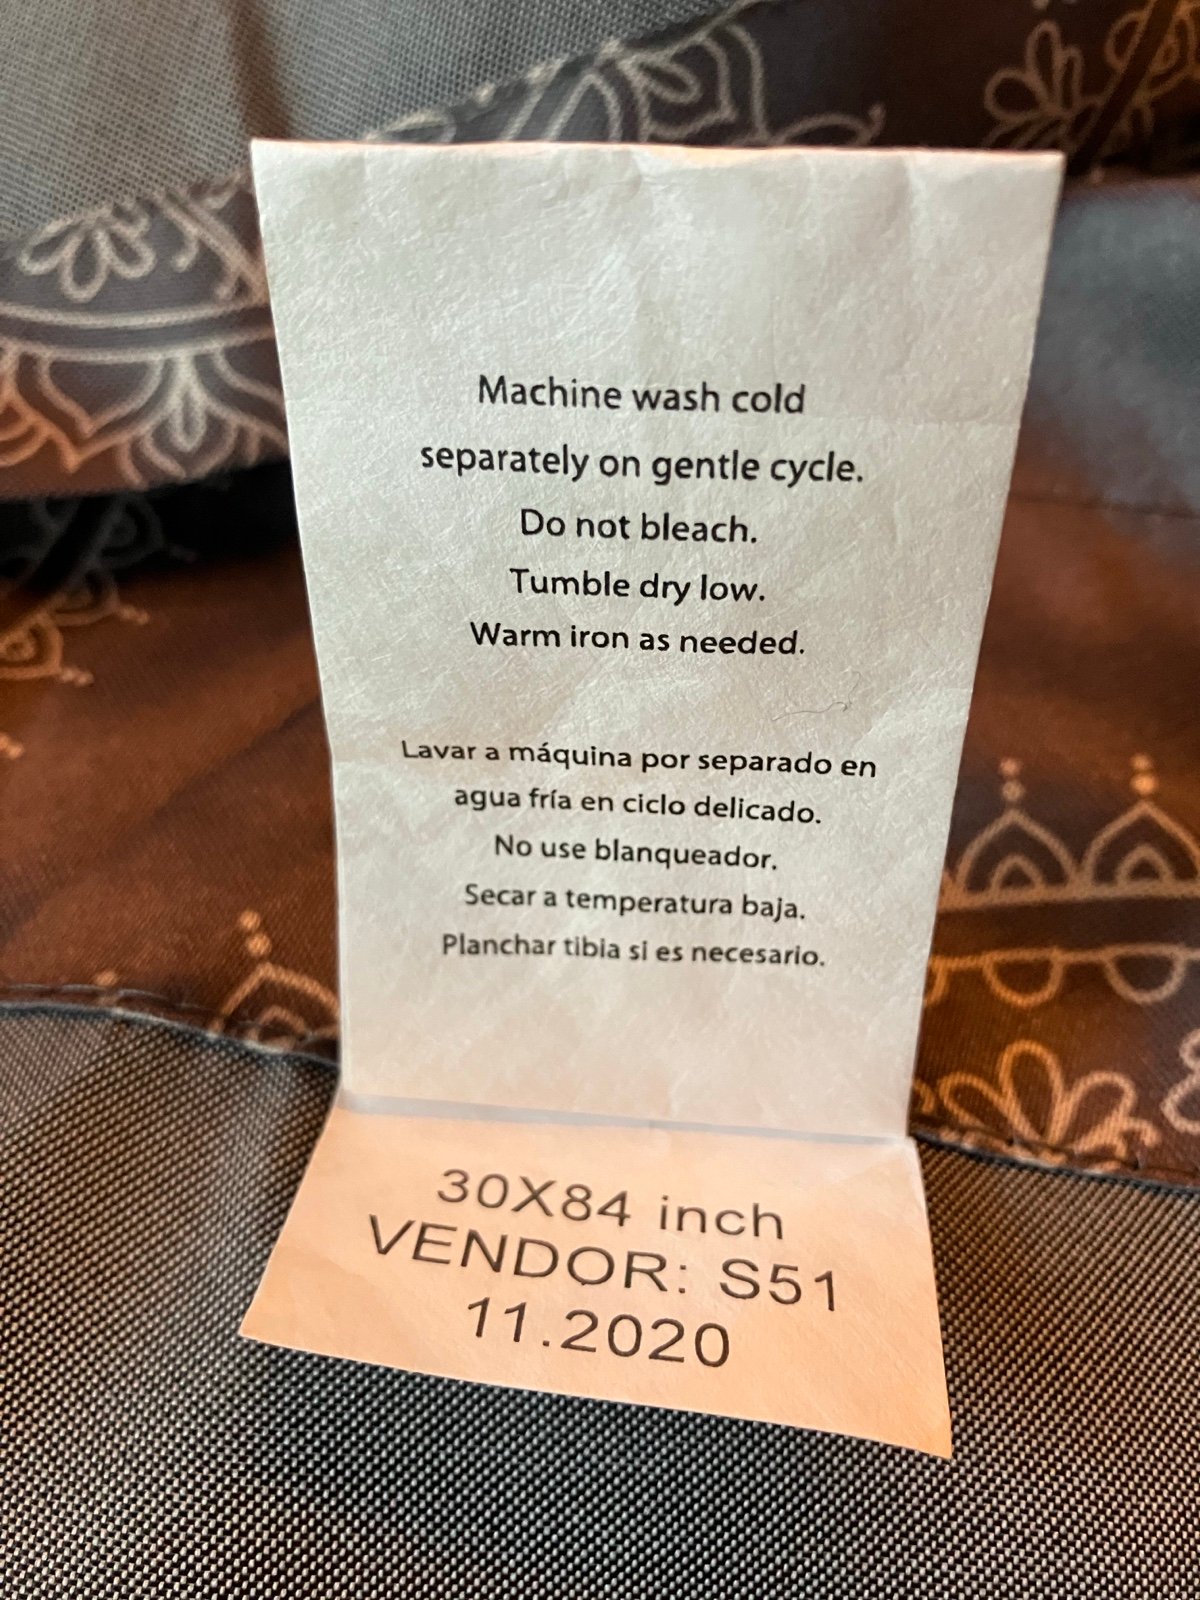 Machine wash cold
separately on gentle cycle.
Do not bleach.
Tumble dry low.
Warm iron as needed.
Lavar a máquina por separado en
agua fría en ciclo delicado.
No use blanqueador.
Secar a temperatura baja.
Planchar tibia si es necesario.
30X84 inch
VENDOR: S51
11.2020